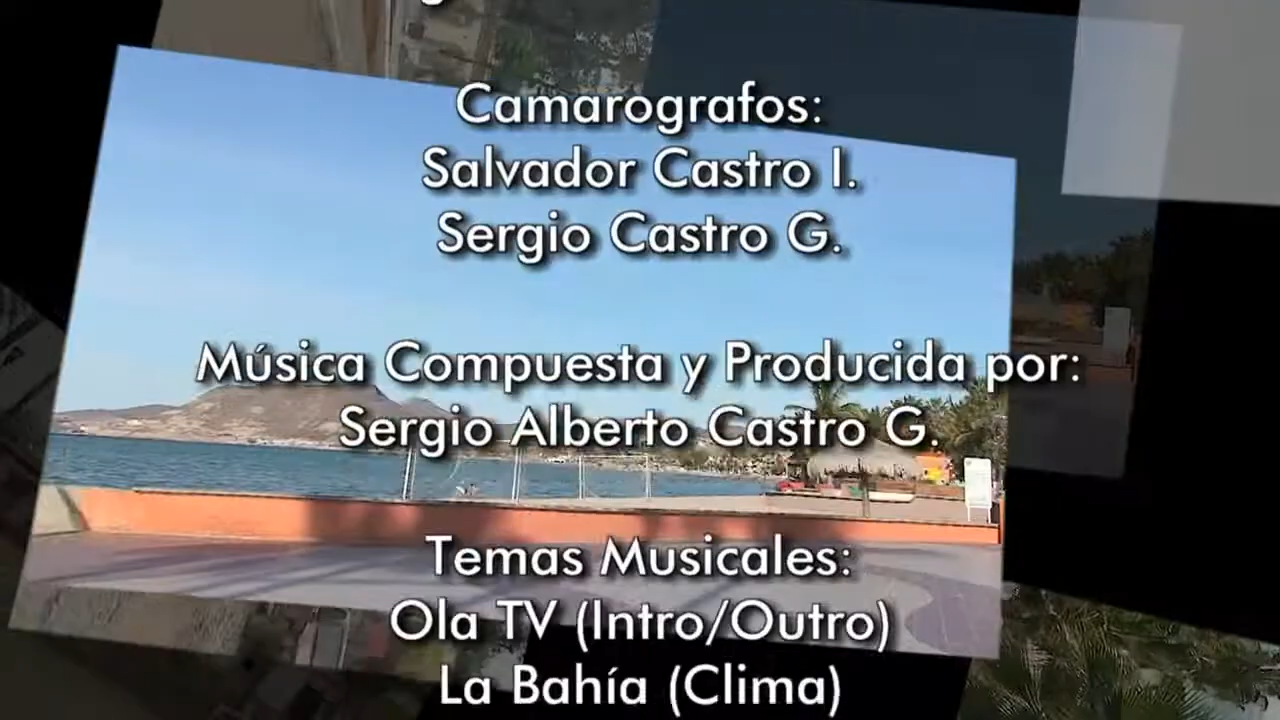 Camarografos:
Salvador Castro I.
Sergio Castro G.
Música Compuesta y Producida por:
Sergio Alberto Castro G.
Temas Musicales:
Ola TV (Intro/Outro)
La Bahía (Clima)